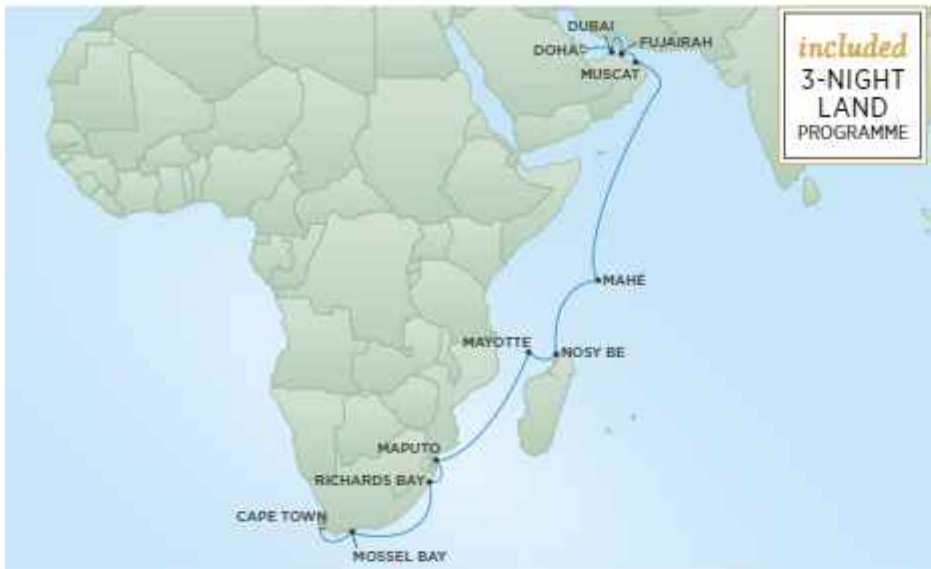 DUBAI
DOHA
FUJAIRAH
MUSCAT
included
3-NIGHT
LAND
PROGRAMME
MAHÉ
MAYOTTE
NOSY BE
MAPUTO
RICHARDS BAY
CAPE TOWN
MOSSEL BAY